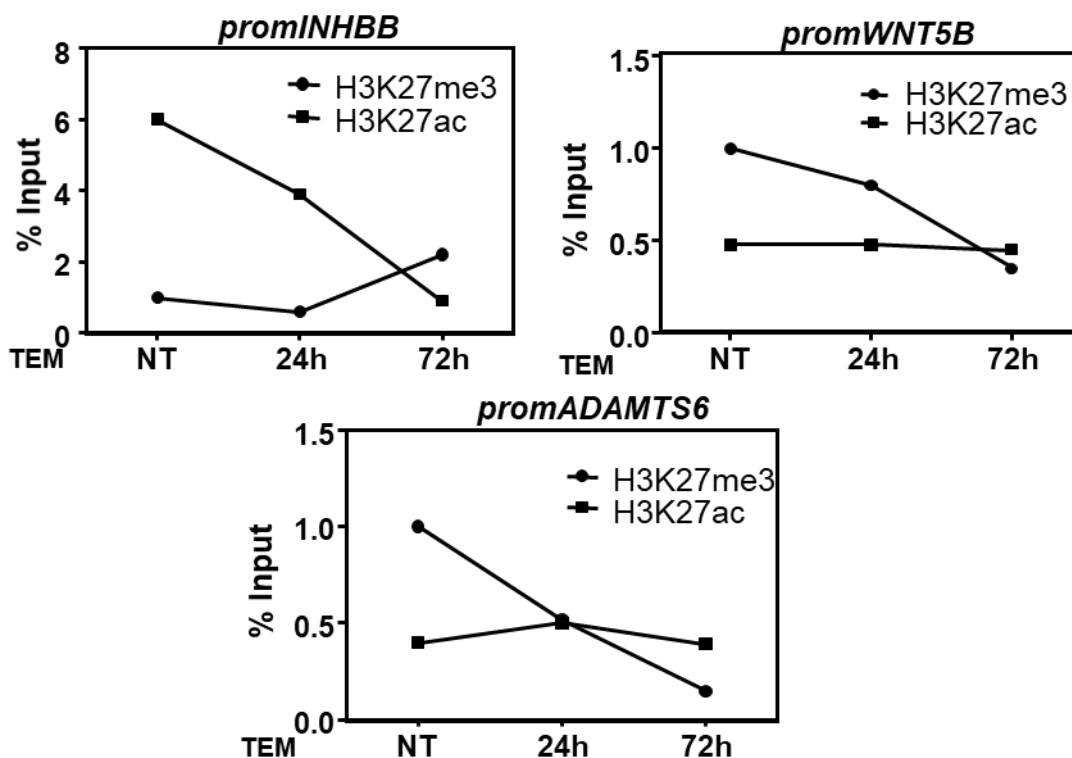 promINHBB
8
6
4
2
0
% Input
H3K27me3
H3K27ac
TEM NT 24h 72h
promWNT5B
1.5
1.0
0.5
0.0
% Input
H3K27me3
H3K27ac
TEM NT 24h 72h
promADAMTS6
1.5
1.0
0.5
0.0
% Input
H3K27me3
H3K27ac
TEM NT 24h 72h